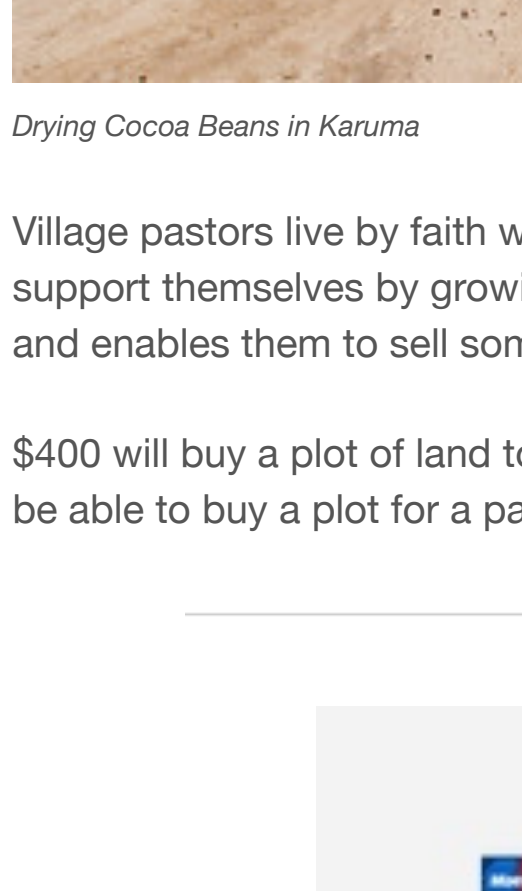 Drying Cocoa Beans in Karuma
Village pastors live by faith w
support themselves by growi
and enables them to sell som
$400 will buy a plot of land to
be able to buy a plot for a pa